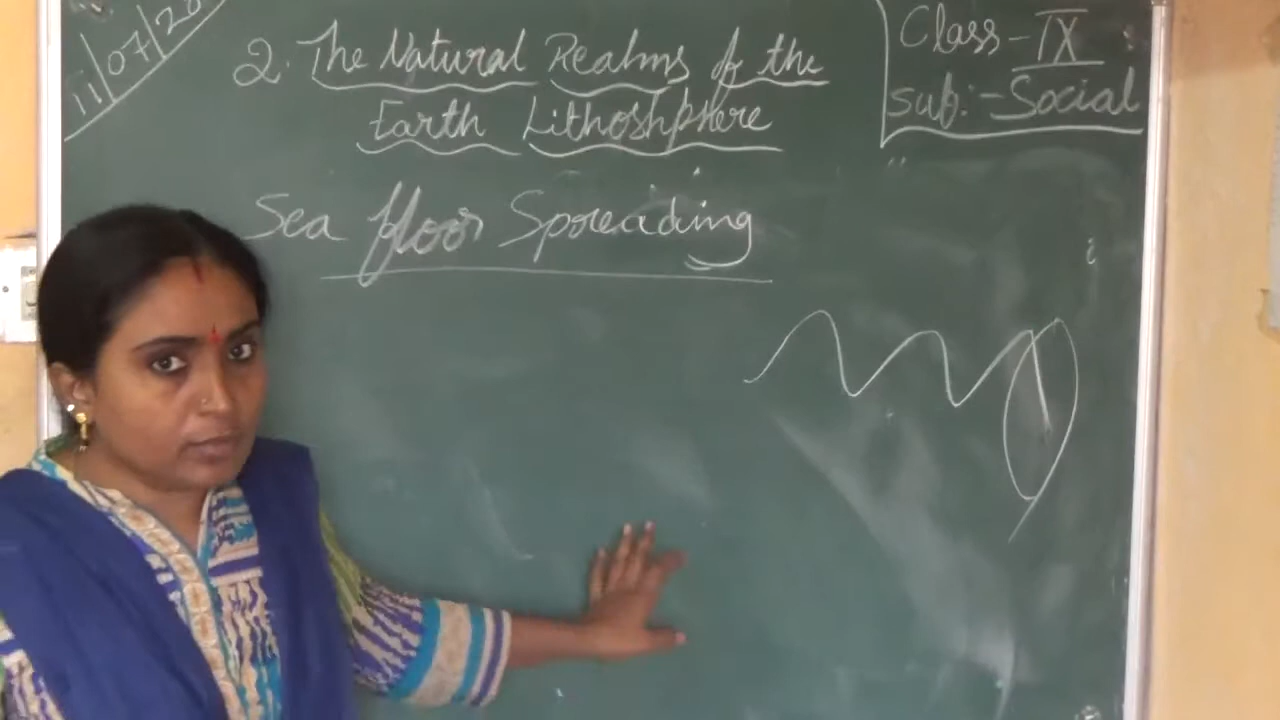 11/07/20
2. The Natural Realms of the
Earth Lithoshphere
Class - IX
Sub:- Social
Sea floor Spreading